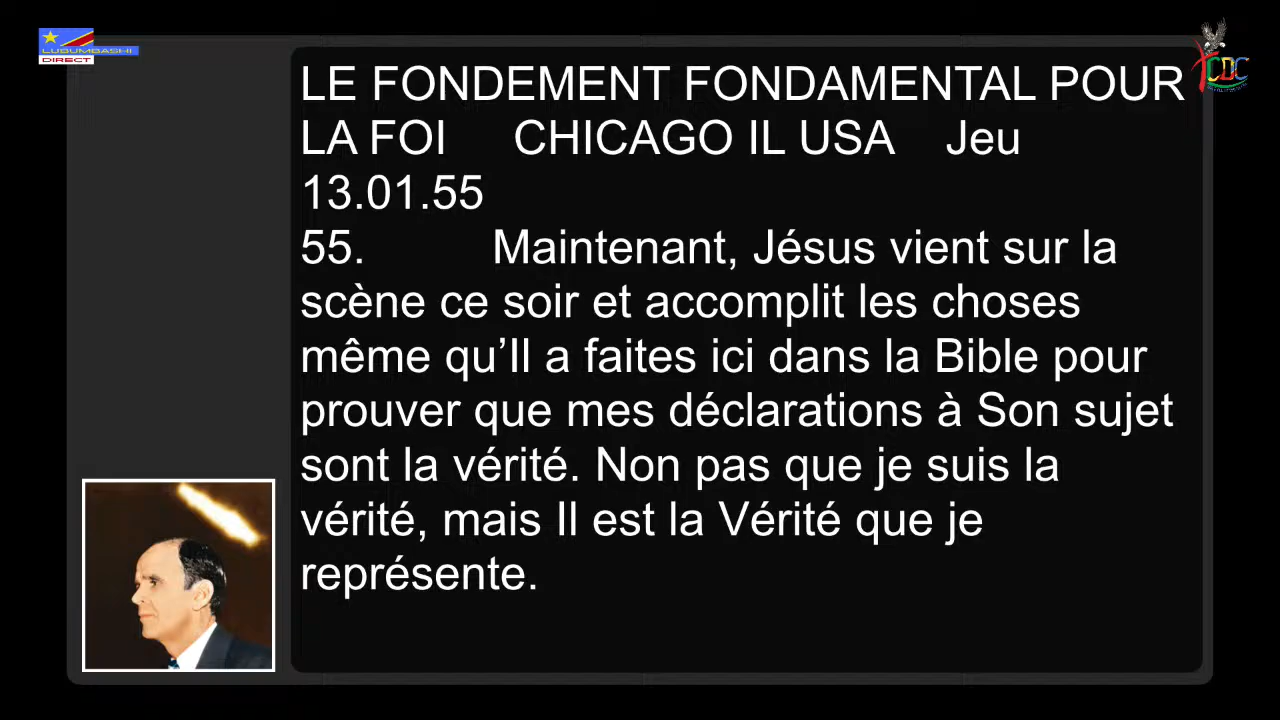 LUBUMBASHI
DIRECT
CDC
LE FONDEMENT FONDAMENTAL POUR
LA FOI CHICAGO IL USA Jeu
13.01.55
55. Maintenant, Jésus vient sur la
scène ce soir et accomplit les choses
même qu’Il a faites ici dans la Bible pour
prouver que mes déclarations à Son sujet
sont la vérité. Non pas que je suis la
vérité, mais Il est la Vérité que je
représente.